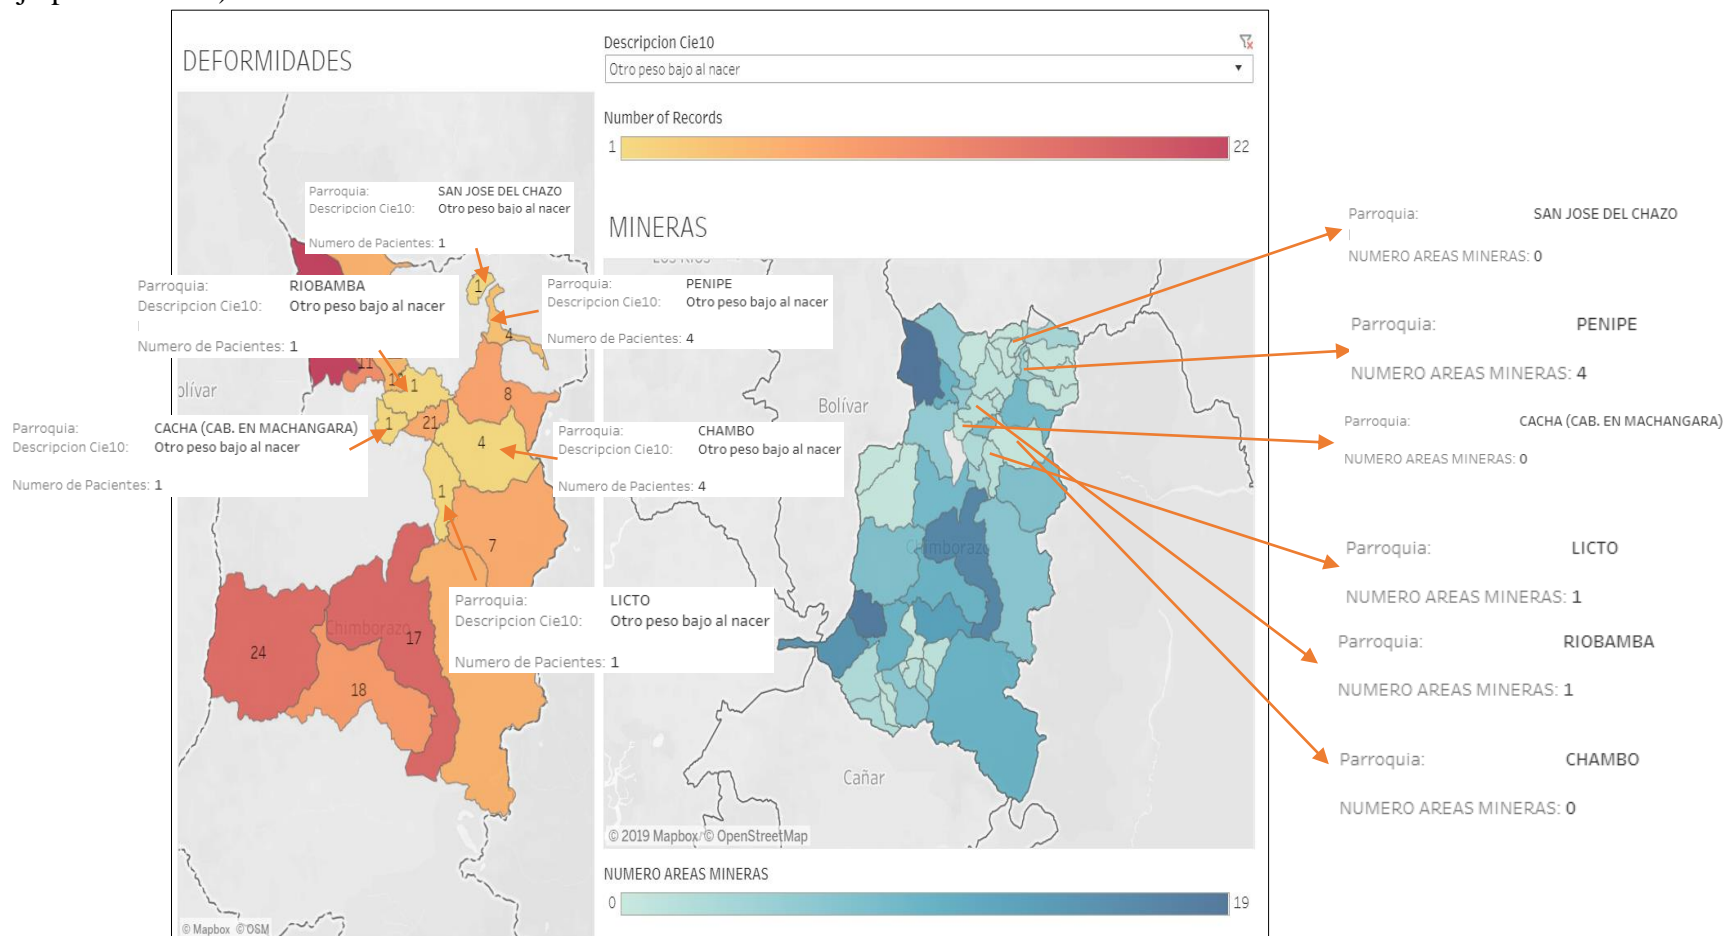 DEFORMIDADES
Descripcion Cie10
Otro peso bajo al nacer
Number of Records
1
22
Parroquia: SAN JOSE DEL CHAZO
Descripcion Cie10: Otro peso bajo al nacer
Numero de Pacientes: 1
Parroquia: RIOBAMBA
Descripcion Cie10: Otro peso bajo al nacer
Numero de Pacientes: 1
Parroquia: PENIPE
Descripcion Cie10: Otro peso bajo al nacer
Numero de Pacientes: 4
Parroquia: CACHA (CAB. EN MACHANGARA)
Descripcion Cie10: Otro peso bajo al nacer
Numero de Pacientes: 1
Parroquia: CHAMBO
Descripcion Cie10: Otro peso bajo al nacer
Numero de Pacientes: 4
Parroquia: LICTO
Descripcion Cie10: Otro peso bajo al nacer
Numero de Pacientes: 1
1
4
11
1
8
1
21
4
1
7
24
Chimborazo
17
18
© Mapbox © OSM
MINERAS
Bolívar
Chimborazo
Cañar
© 2019 Mapbox © OpenStreetMap
NUMERO AREAS MINERAS
0
19
Parroquia: SAN JOSE DEL CHAZO
NUMERO AREAS MINERAS: 0
Parroquia: PENIPE
NUMERO AREAS MINERAS: 4
Parroquia: CACHA (CAB. EN MACHANGARA)
NUMERO AREAS MINERAS: 0
Parroquia: LICTO
NUMERO AREAS MINERAS: 1
Parroquia: RIOBAMBA
NUMERO AREAS MINERAS: 1
Parroquia: CHAMBO
NUMERO AREAS MINERAS: 0